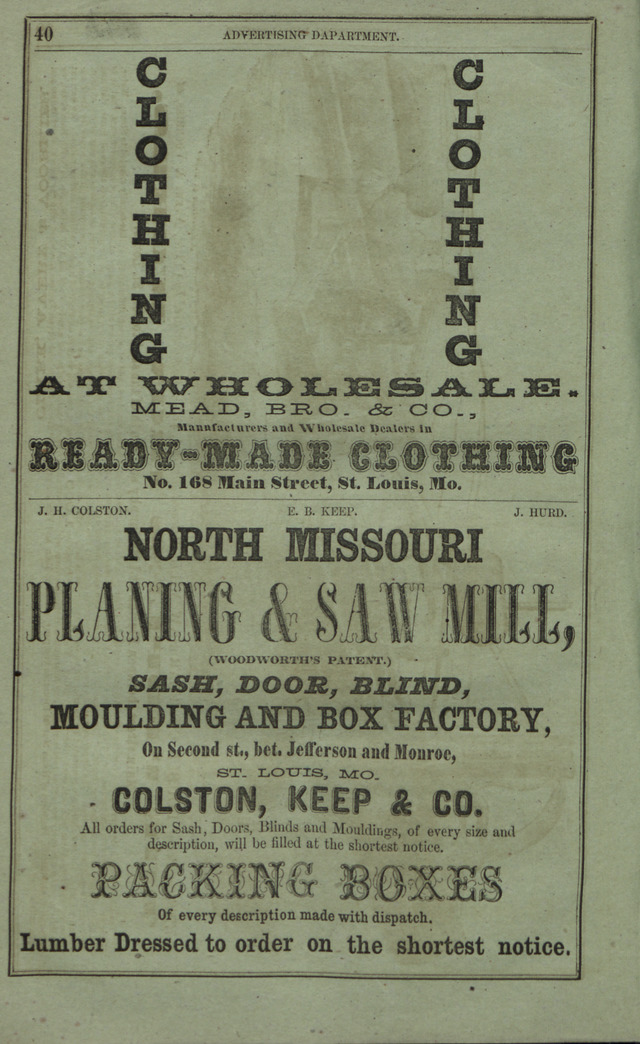 40 ADVERTISING DAPARTMENT.
CLOTHING CLOTHING
AT WHOLESALE.
MEAD, BRO. & CO.,
Manufacturers and Wholesale Dealers in
READY-MADE CLOTHING
No. 168 Main Street, St. Louis, Mo.
J. H. COLSTON. E. B. KEEP. J. HURD.
NORTH MISSOURI
PLANING & SAW MILL,
(WOODWORTH'S PATENT.)
SASH, DOOR, BLIND,
MOULDING AND BOX FACTORY,
On Second st., bet. Jefferson and Monroe,
ST. LOUIS, MO.
COLSTON, KEEP & CO.
All orders for Sash, Doors, Blinds and Mouldings, of every size and
description, will be filled at the shortest notice.
PACKING BOXES
Of every description made with dispatch.
Lumber Dressed to order on the shortest notice.